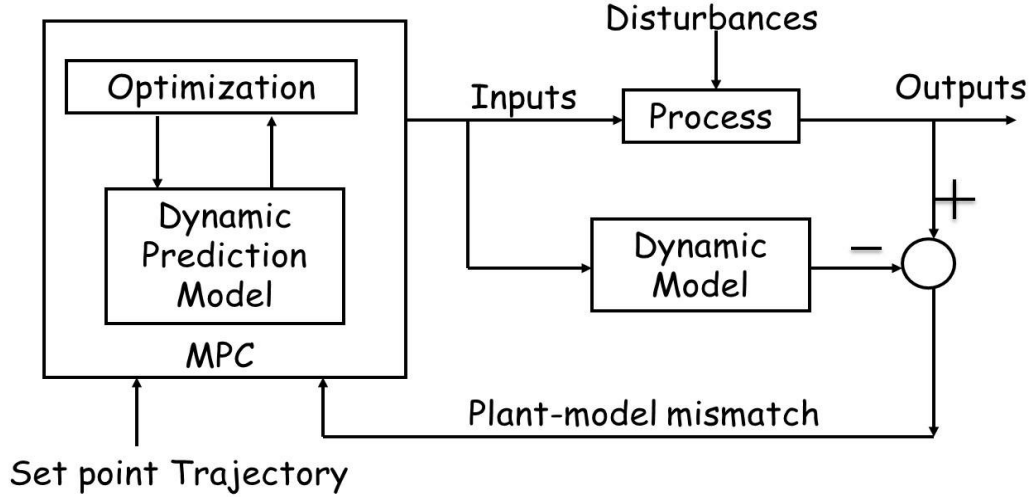 Disturbances
Optimization
Inputs
Process
Outputs
+
Dynamic
Prediction
Model
Dynamic
Model
−
MPC
Plant-model mismatch
Set point Trajectory